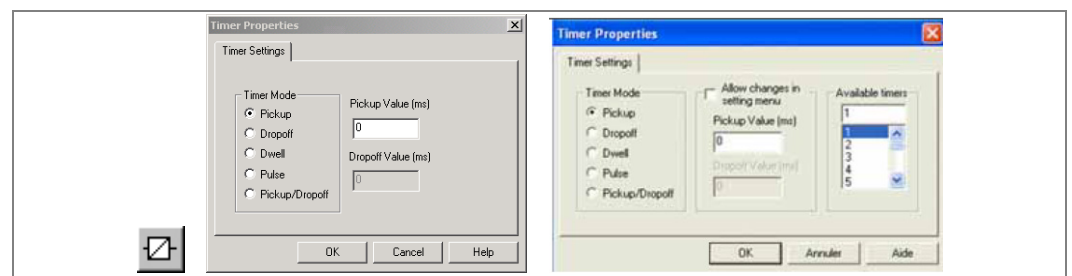 Timer Properties
Timer Settings
Timer Mode
Pickup
Dropoff
Dwell
Pulse
Pickup/Dropoff
Pickup Value (ms)
0
Dropoff Value (ms)
0
OK Cancel Help
Timer Properties
Timer Settings
Timer Mode
Pickup
Dropoff
Dwell
Pulse
Pickup/Dropoff
Allow changes in
setting menu
Pickup Value (ms)
0
Dropoff Value (ms)
0
Available timers
1
1
2
3
4
5
OK Annuler Aide